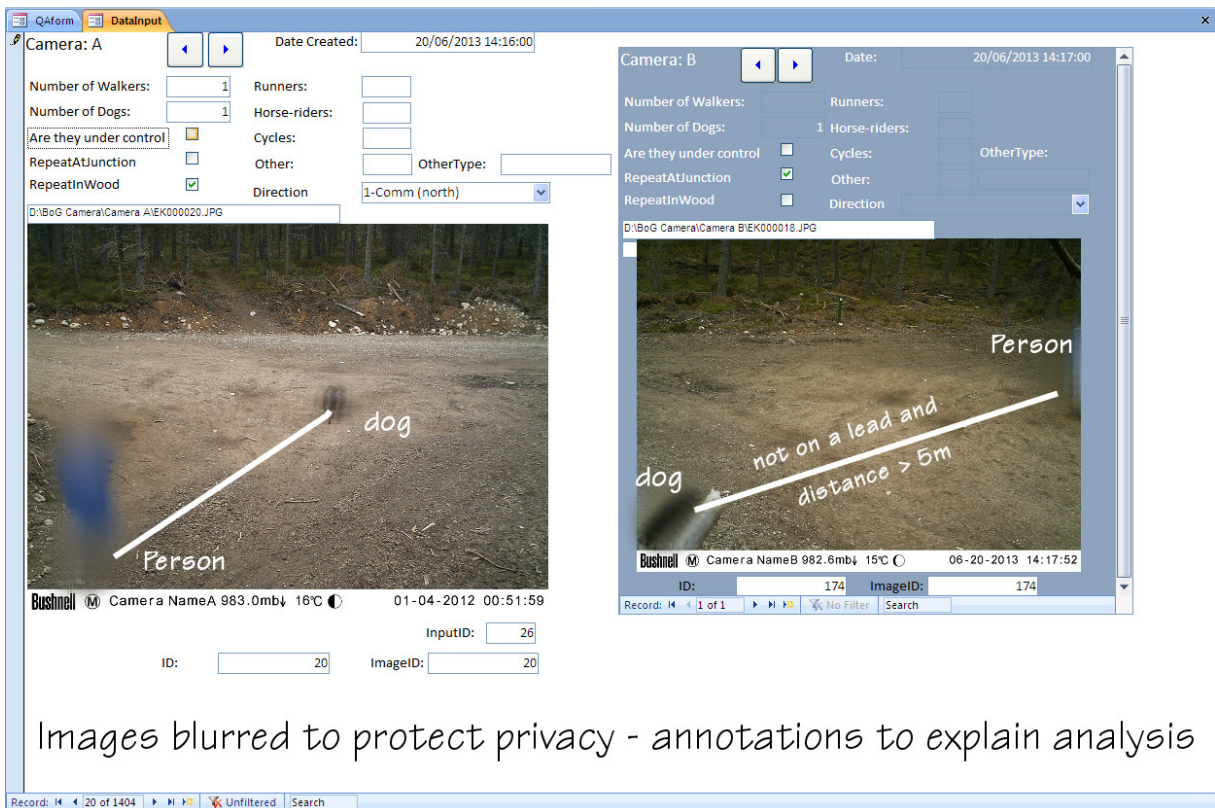 QAform
DataInput
Camera: A
Date Created: 20/06/2013 14:16:00
Number of Walkers: 1 Runners:
Number of Dogs: 1 Horse-riders:
Are they under control Cycles:
RepeatAtJunction Other: OtherType:
RepeatInWood Direction 1-Comm (north)
D:\BoG Camera\Camera A\EK000020.JPG
dog
Person
Bushnell M Camera NameA 983.0mb↓ 16℃ 01-04-2012 00:51:59
InputID: 26
ID: 20 ImageID: 20
Camera: B
Date: 20/06/2013 14:17:00
Number of Walkers: Runners:
Number of Dogs: 1 Horse-riders:
Are they under control Cycles: OtherType:
RepeatAtJunction Other:
RepeatInWood Direction
D:\BoG Camera\Camera B\EK000018.JPG
Person
not on a lead and
distance > 5m
dog
Bushnell M Camera NameB 982.6mb↓ 15℃ 06-20-2013 14:17:52
ID: 174 ImageID: 174
Record: 1 of 1 No Filter Search
Images blurred to protect privacy - annotations to explain analysis
Record: 20 of 1404 Unfiltered Search